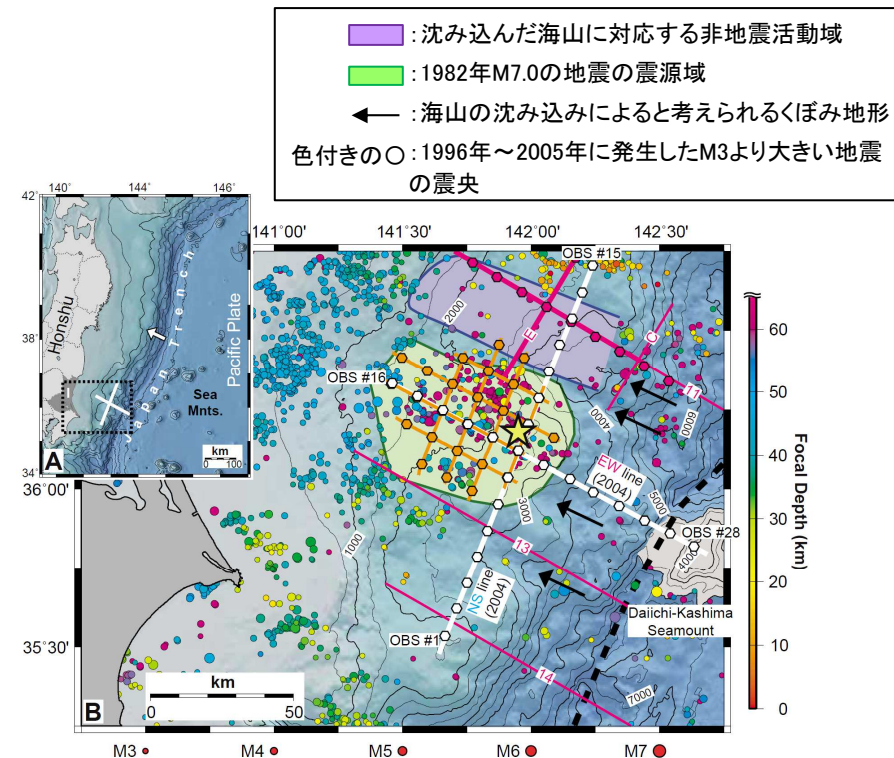 ：沈み込んだ海山に対応する非地震活動域
：1982年M7.0の地震の震源域
：海山の沈み込みによると考えられるくぼみ地形
色付きの○：1996年～2005年に発生したM3より大きい地震
の震央
140˚ 144˚ 146˚
42˚
38˚
34˚
Honshu
Japan Trench
Pacific Plate
Sea
Mnts.
km
0 100
A
141˚00' 141˚30' 142˚00' 142˚30'
36˚00'
35˚30'
OBS #15
OBS #16
2000
E
C
11
4000
6000
EW line
(2004)
3000
5000
OBS #28
4000
1000
13
NS line
(2004)
Daiichi-Kashima
Seamount
OBS #1
14
7000
km
0 50
B
60
50
40
30
20
10
0
Focal Depth (km)
M3 M4 M5 M6 M7